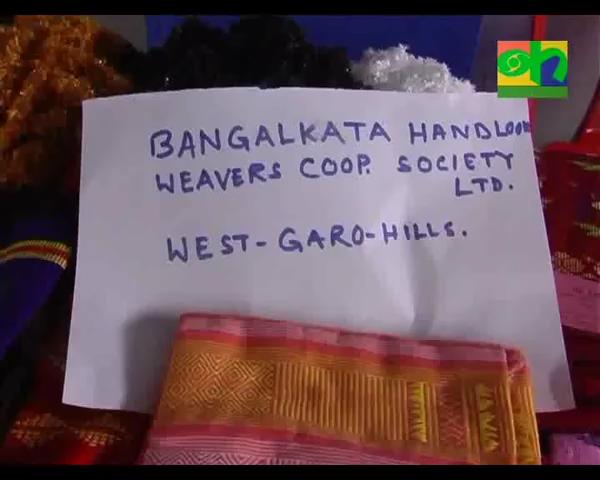 BANGALKATA HANDLOOM
WEAVERS COOP. SOCIETY
LTD.
WEST-GARO-HILLS.